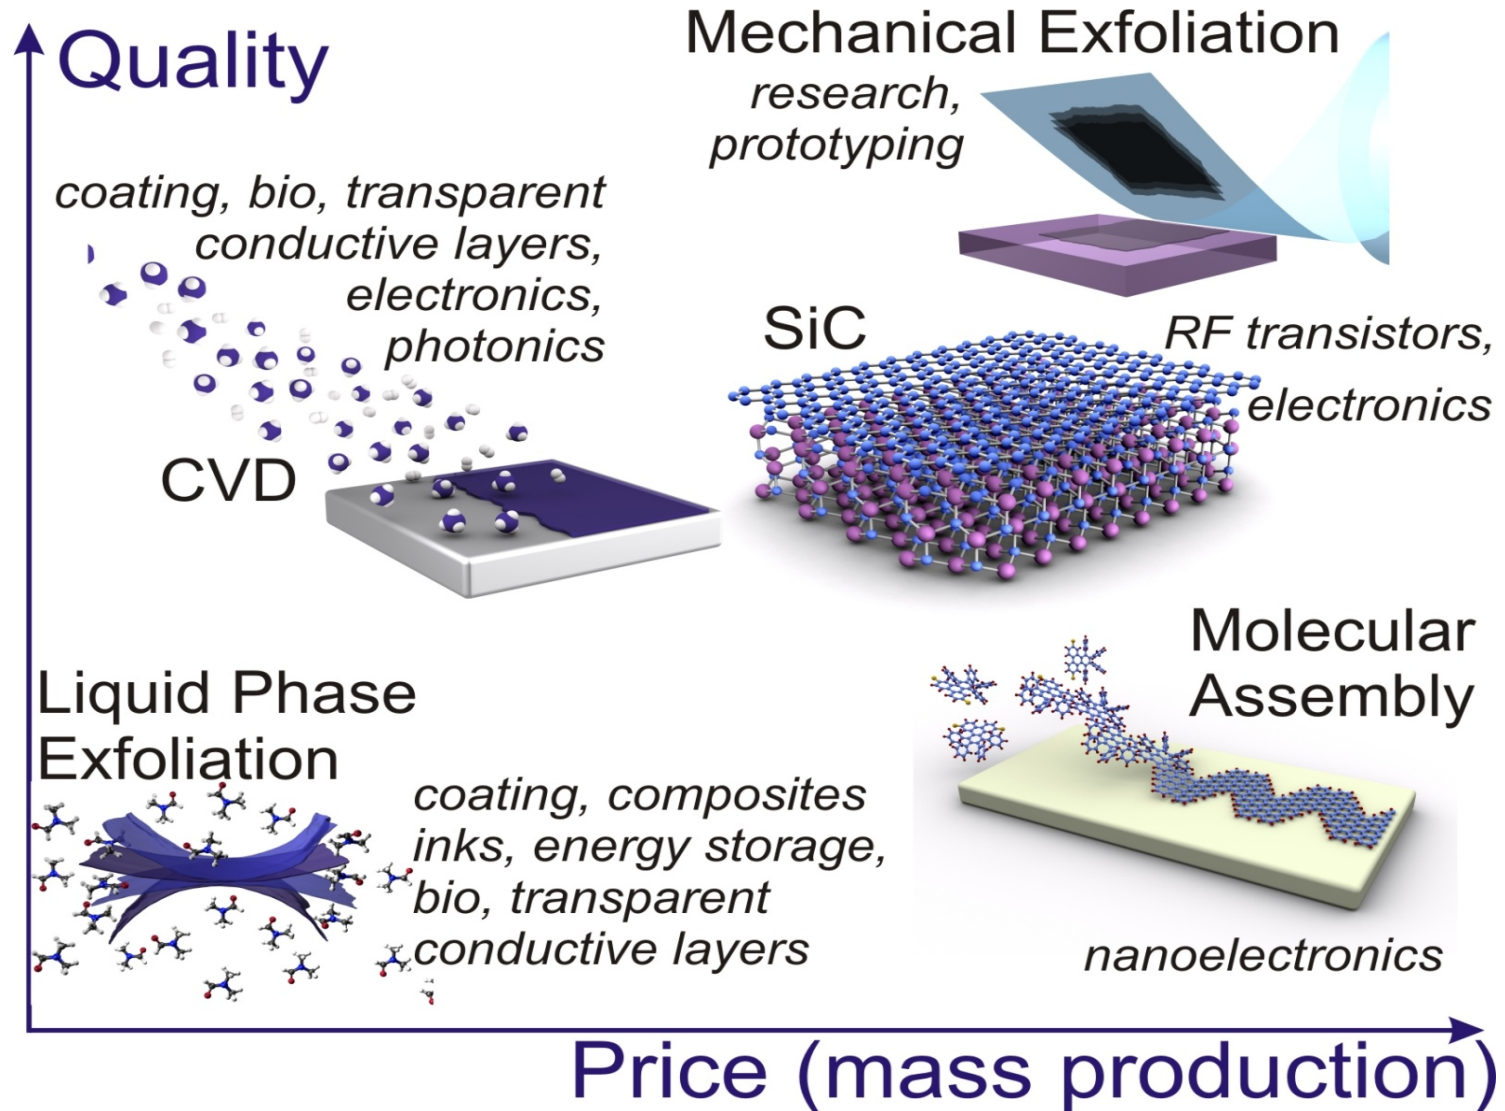 Quality
Mechanical Exfoliation
research,
prototyping
coating, bio, transparent
conductive layers,
electronics,
photonics
CVD
SiC
RF transistors,
electronics
Molecular
Assembly
nanoelectronics
Liquid Phase
Exfoliation
coating, composites
inks, energy storage,
bio, transparent
conductive layers
Price (mass production)